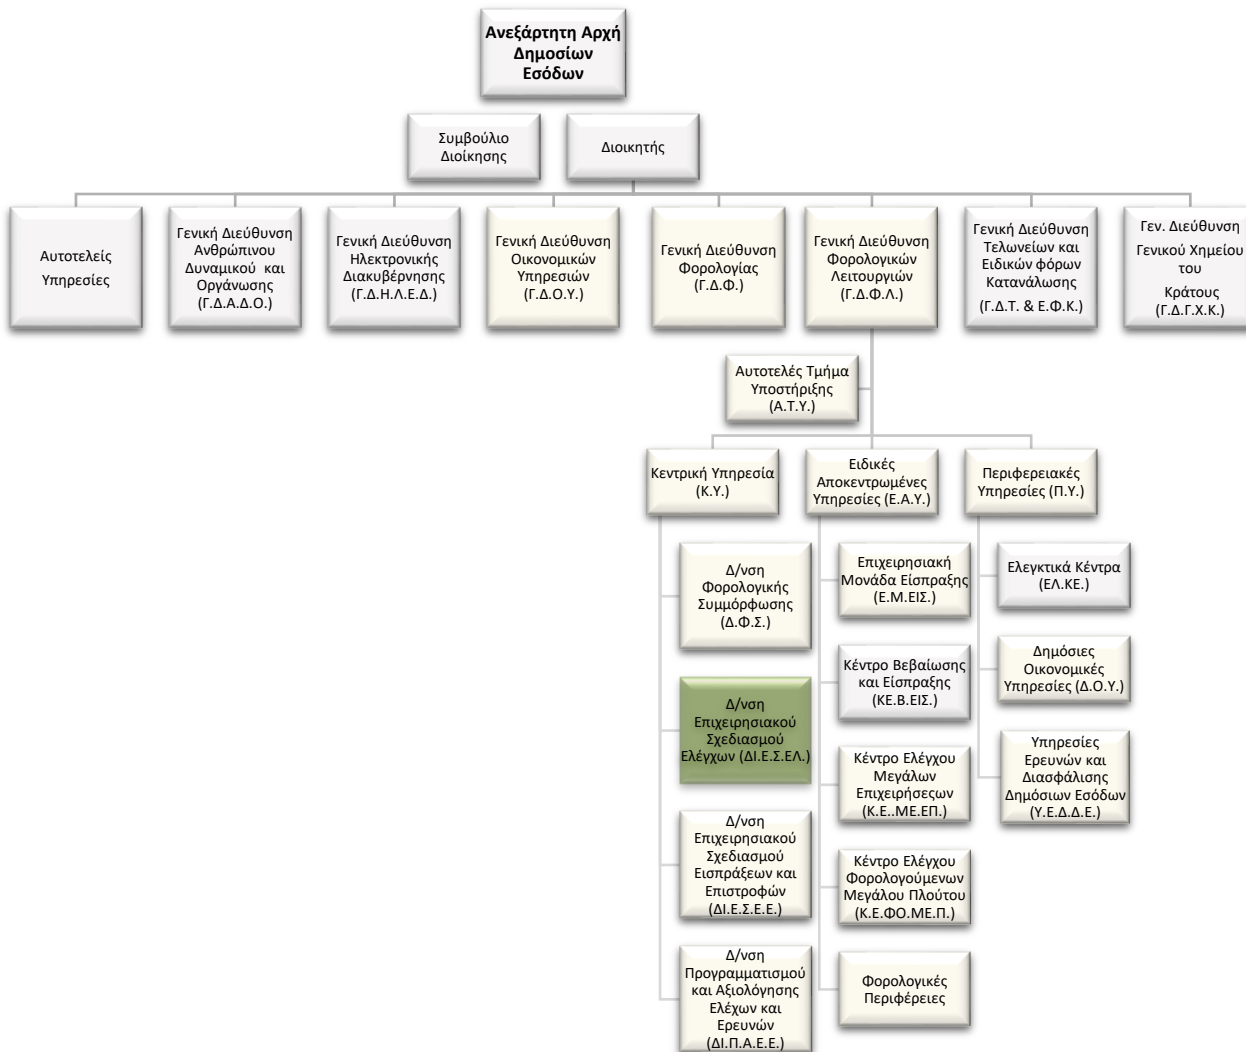 Ανεξάρτητη Αρχή
Δημοσίων
Εσόδων
Συμβούλιο
Διοίκησης
Διοικητής
Αυτοτελείς
Υπηρεσίες
Γενική Διεύθυνση
Ανθρώπινου
Δυναμικού και
Οργάνωσης
(Γ.Δ.Α.Δ.Ο.)
Γενική Διεύθυνση
Ηλεκτρονικής
Διακυβέρνησης
(Γ.Δ.Η.Λ.Ε.Δ.)
Γενική Διεύθυνση
Οικονομικών
Υπηρεσιών
(Γ.Δ.Ο.Υ.)
Γενική Διεύθυνση
Φορολογίας
(Γ.Δ.Φ.)
Γενική Διεύθυνση
Φορολογικών
Λειτουργιών
(Γ.Δ.Φ.Λ.)
Γενική Διεύθυνση
Τελωνείων και
Ειδικών φόρων
Κατανάλωσης
(Γ.Δ.Τ. & Ε.Φ.Κ.)
Γεν. Διεύθυνση
Γενικού Χημείου
του
Κράτους
(Γ.Δ.Γ.Χ.Κ.)
Αυτοτελές Τμήμα
Υποστήριξης
(Α.Τ.Υ.)
Κεντρική Υπηρεσία
(Κ.Υ.)
Δ/νση
Φορολογικής
Συμμόρφωσης
(Δ.Φ.Σ.)
Δ/νση
Επιχειρησιακού
Σχεδιασμού
Ελέγχων (ΔΙ.Ε.Σ.ΕΛ.)
Δ/νση
Επιχειρησιακού
Σχεδιασμού
Εισπράξεων και
Επιστροφών
(ΔΙ.Ε.Σ.Ε.Ε.)
Δ/νση
Προγραμματισμού
και Αξιολόγησης
Ελέχων και
Ερευνών
(ΔΙ.Π.Α.Ε.Ε.)
Ειδικές
Αποκεντρωμένες
Υπηρεσίες (Ε.Α.Υ.)
Επιχειρησιακή
Μονάδα Είσπραξης
(Ε.Μ.ΕΙΣ.)
Κέντρο Βεβαίωσης
και Είσπραξης
(ΚΕ.Β.ΕΙΣ.)
Κέντρο Ελέγχου
Μεγάλων
Επιχειρήσεςων
(Κ.Ε..ΜΕ.ΕΠ.)
Κέντρο Ελέγχου
Φορολογούμενων
Μεγάλου Πλούτου
(Κ.Ε.ΦΟ.ΜΕ.Π.)
Φορολογικές
Περιφέρειες
Περιφερειακές
Υπηρεσίες (Π.Υ.)
Ελεγκτικά Κέντρα
(ΕΛ.ΚΕ.)
Δημόσιες
Οικονομικές
Υπηρεσίες (Δ.Ο.Υ.)
Υπηρεσίες
Ερευνών και
Διασφάλισης
Δημόσιων Εσόδων
(Υ.Ε.Δ.Δ.Ε.)